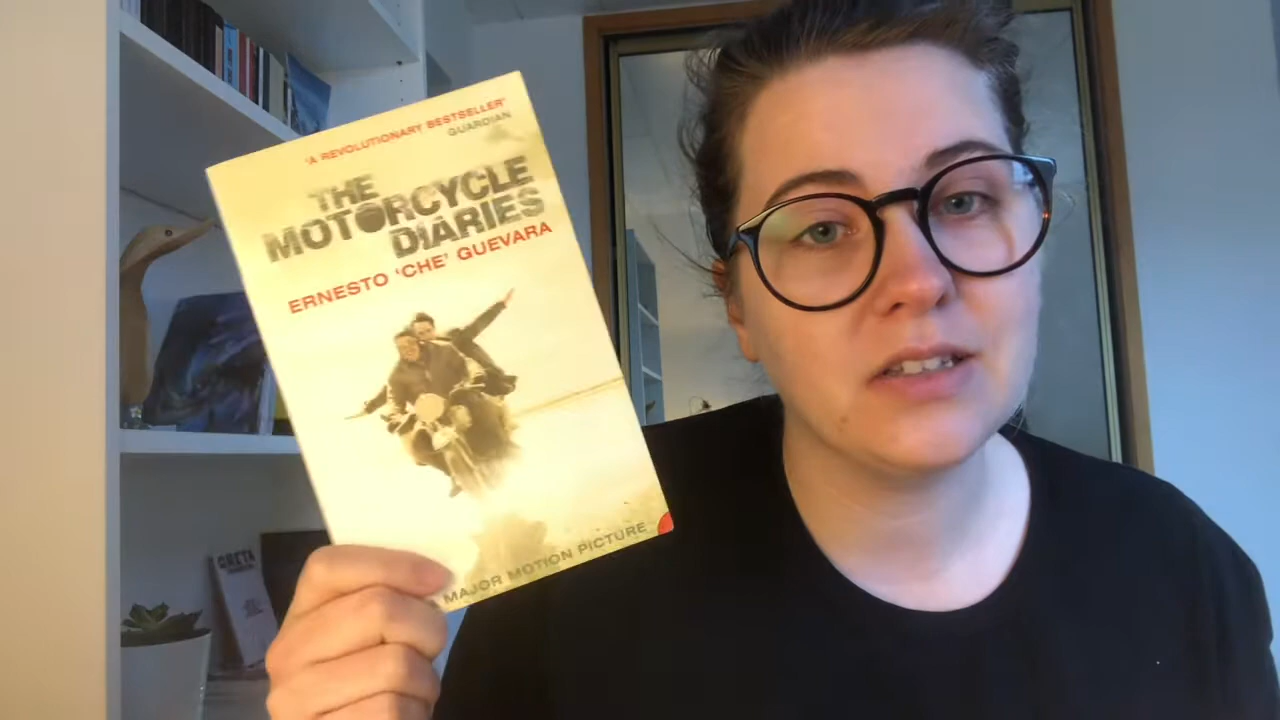 'A REVOLUTIONARY BESTSELLER'
GUARDIAN
THE
MOTORCYCLE
DIARIES
ERNESTO 'CHE' GUEVARA
MAJOR MOTION PICTURE
GRETA